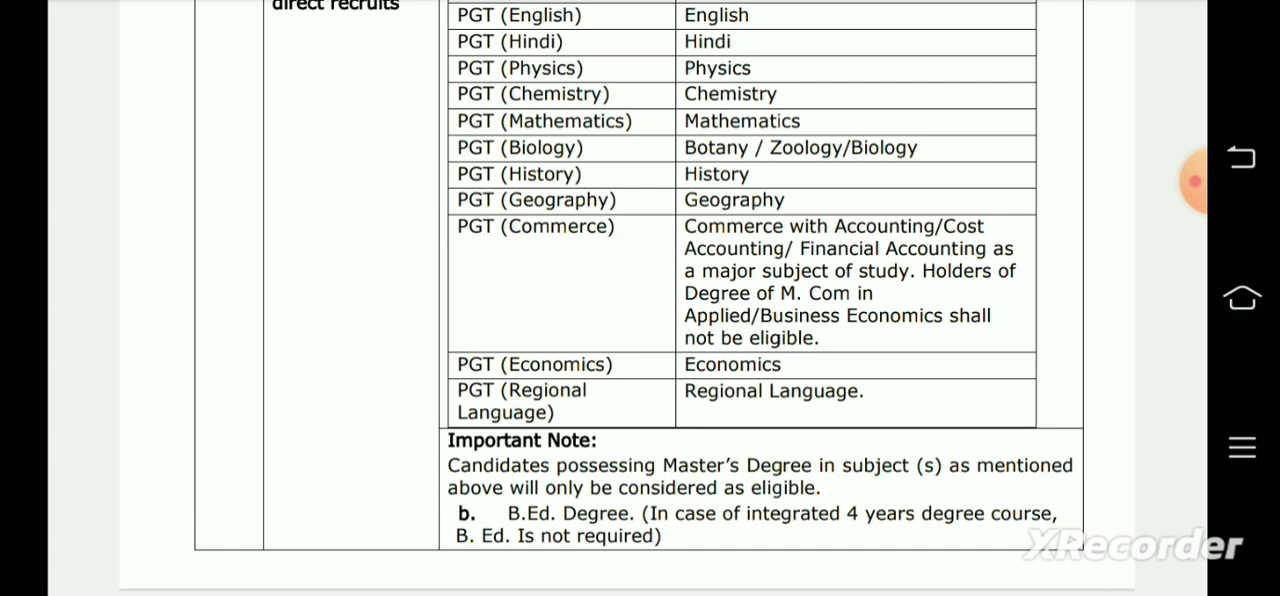 direct recruits
PGT (English) English
PGT (Hindi) Hindi
PGT (Physics) Physics
PGT (Chemistry) Chemistry
PGT (Mathematics) Mathematics
PGT (Biology) Botany / Zoology/Biology
PGT (History) History
PGT (Geography) Geography
PGT (Commerce) Commerce with Accounting/Cost
Accounting/ Financial Accounting as
a major subject of study. Holders of
Degree of M. Com in
Applied/Business Economics shall
not be eligible.
PGT (Economics) Economics
PGT (Regional Regional Language.
Language)
Important Note:
Candidates possessing Master's Degree in subject (s) as mentioned
above will only be considered as eligible.
b. B.Ed. Degree. (In case of integrated 4 years degree course,
B. Ed. Is not required)
XRecorder